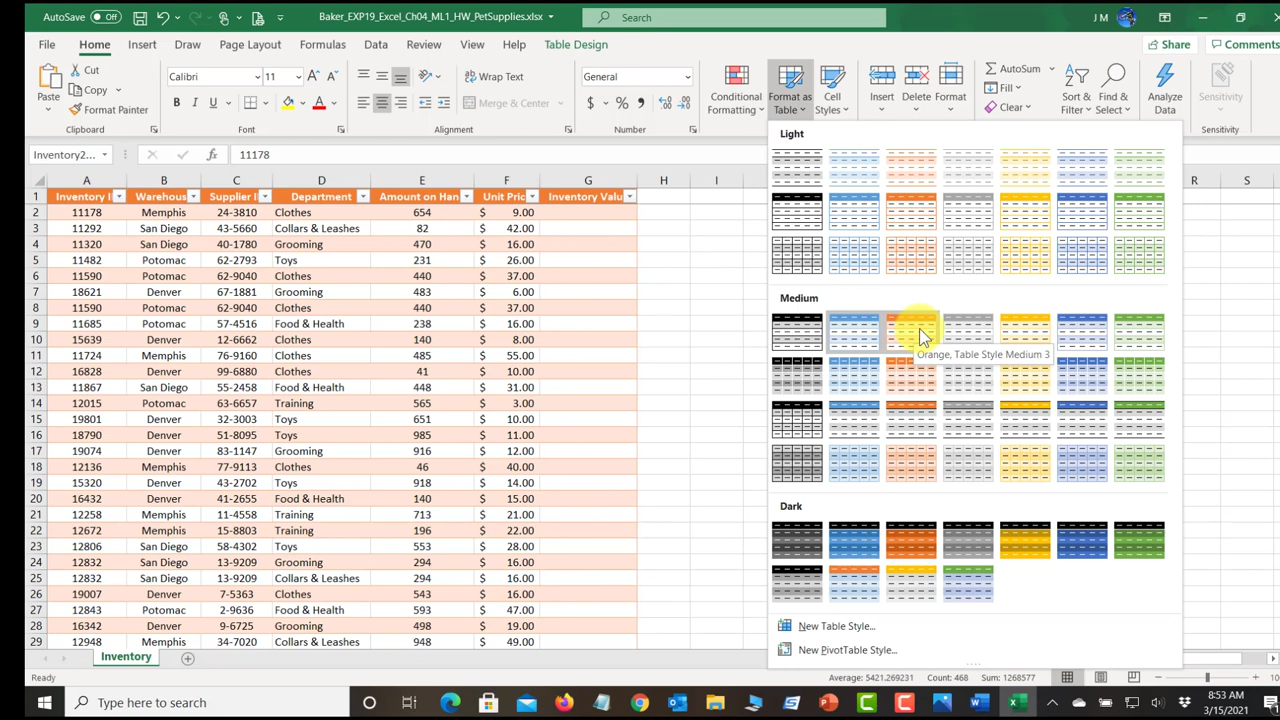 AutoSave Off Baker_EXP19_Excel_Ch04_ML1_HW_PetSupplies.xlsx Search J M
File Home Insert Draw Page Layout Formulas Data Review View Help Table Design Share Comments
Paste Cut Copy Format Painter
Calibri 11 B I U
Wrap Text Merge & Center
General $ % 9
Conditional Formatting Format as Table Cell Styles
Insert Delete Format
AutoSum Fill Clear
Sort & Filter Find & Select
Analyze Data Sensitivity
Clipboard Font Alignment Number Sensitivity
Inventory2... fx 11178
A B C D E F G H I R S
1 Inventory Warehous Supplier Department Amount on Han Unit Pric Inventory Valu
2 11178 Memphis 24-3810 Clothes 654 $ 9.00
3 11292 San Diego 43-5660 Collars & Leashes 82 $ 42.00
4 11320 San Diego 40-1780 Grooming 470 $ 16.00
5 11482 Potomac 62-2793 Toys 231 $ 26.00
6 11590 Potomac 62-9040 Clothes 440 $ 37.00
7 18621 Denver 67-1881 Grooming 483 $ 6.00
8 11590 Potomac 62-9040 Clothes 440 $ 37.00
9 11685 Potomac 57-4516 Food & Health 238 $ 16.00
10 15639 Denver 12-6662 Clothes 140 $ 8.00
11 11724 Memphis 76-9160 Clothes 485 $ 55.00
12 16828 Denver 99-6880 Clothes 41 $ 10.00
13 11867 San Diego 55-2458 Food & Health 448 $ 31.00
14 12015 Potomac 63-6657 Training 565 $ 3.00
15 19801 Denver 62-3003 Toys 651 $ 10.00
16 18790 Denver 51-8095 Toys 985 $ 11.00
17 19074 Denver 83-1147 Grooming 916 $ 12.00
18 12136 Memphis 77-9113 Clothes 46 $ 40.00
19 15320 Denver 43-2702 Toys 918 $ 14.00
20 16432 Denver 41-2655 Food & Health 140 $ 15.00
21 12258 Memphis 11-4558 Training 713 $ 21.00
22 12672 Memphis 15-8803 Training 196 $ 22.00
23 12806 San Diego 58-4302 Toys 553 $ 28.00
24 12832 San Diego 13-9209 Grooming 294 $ 16.00
25 12832 San Diego 13-9209 Collars & Leashes 294 $ 16.00
26 19007 Denver 2-5363 Clothes 543 $ 16.00
27 12843 Potomac 2-9636 Food & Health 593 $ 47.00
28 16342 Denver 9-6725 Grooming 498 $ 19.00
29 12948 Memphis 34-7020 Collars & Leashes 948 $ 49.00
Light
Medium
Orange, Table Style Medium 3
Dark
New Table Style...
New PivotTable Style...
Inventory
Ready Average: 5421.269231 Count: 468 Sum: 1268577
Type here to search
8:53 AM
3/15/2021